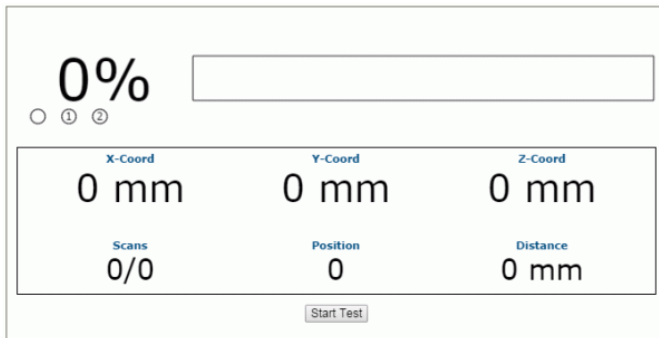 0%
① ②
X-Coord Y-Coord Z-Coord
0 mm 0 mm 0 mm
Scans Position Distance
0/0 0 0 mm
Start Test